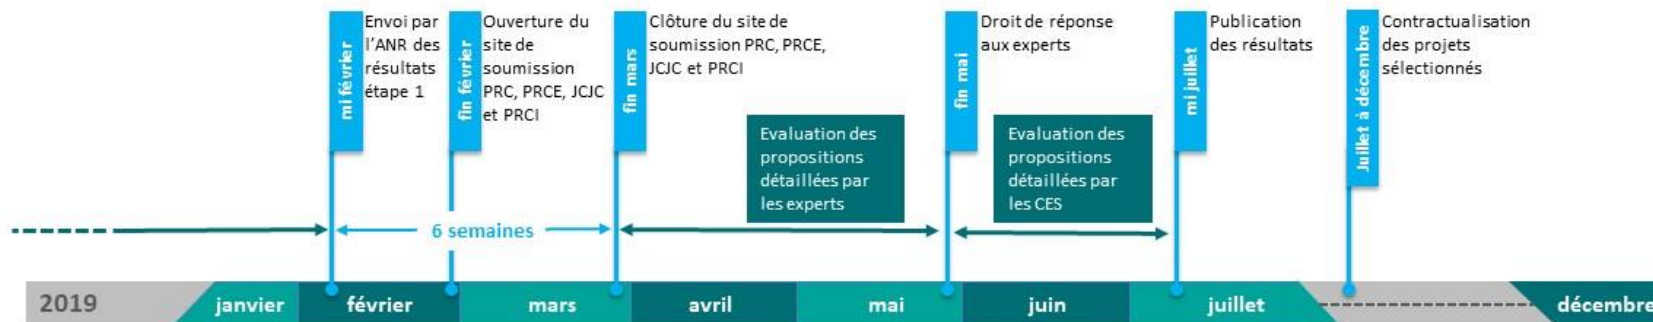 mi février
Envoi par
l'ANR des
résultats
étape 1
fin février
Ouverture du
site de
soumission
PRC, PRCE, JCJC
et PRCI
fin mars
Clôture du site de
soumission PRC, PRCE,
JCJC et PRCI
fin mai
Droit de réponse
aux experts
mi juillet
Publication
des résultats
Juillet à décembre
Contractualisation
des projets
sélectionnés
Evaluation des
propositions
détaillées par
les experts
Evaluation des
propositions
détaillées par
les CES
6 semaines
2019 janvier février mars avril mai juin juillet décembre